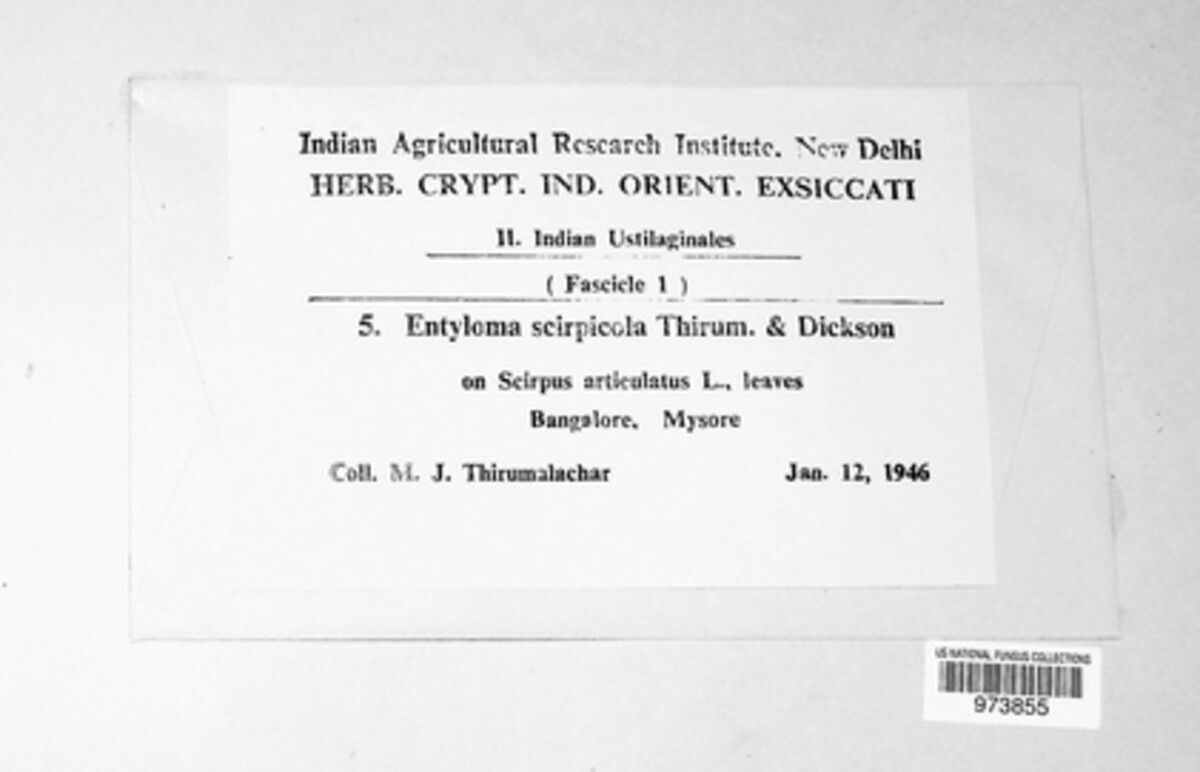 Indian Agricultural Research Institute. New Delhi
HERB. CRYPT. IND. ORIENT. EXSICCATI
II. Indian Ustilaginales
( Fascicle 1 )
5. Entyloma scirpicola Thirum. & Dickson
on Scirpus articulatus L., leaves
Bangalore, Mysore
Coll. M. J. Thirumalachar Jan. 12, 1946
US NATIONAL FUNGUS COLLECTIONS
973855